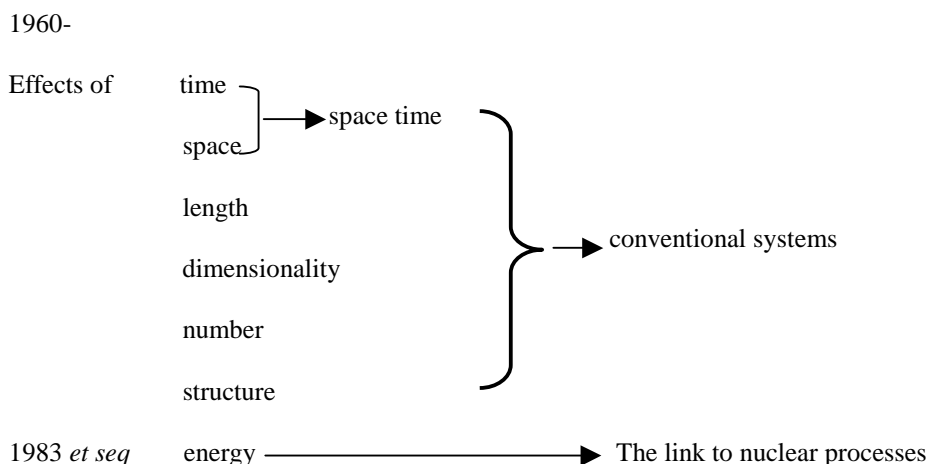 1960-
Effects of time
space time
space
length
conventional systems
dimensionality
number
structure
1983 et seq energy The link to nuclear processes